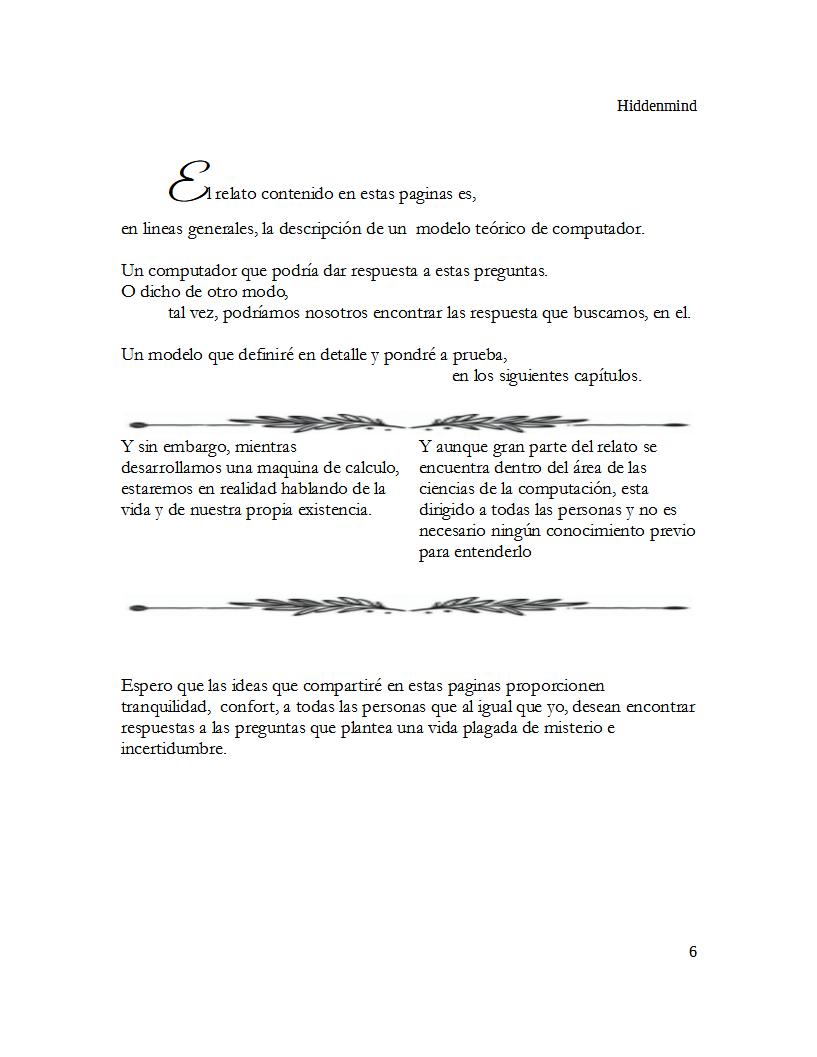 Hiddenmind
El relato contenido en estas paginas es,
en lineas generales, la descripción de un  modelo teórico de computador.
Un computador que podría dar respuesta a estas preguntas.
O dicho de otro modo,
tal vez, podríamos nosotros encontrar las respuesta que buscamos, en el.
Un modelo que definiré en detalle y pondré a prueba,
en los siguientes capítulos.
Y sin embargo, mientras
desarrollamos una maquina de calculo,
estaremos en realidad hablando de la
vida y de nuestra propia existencia.
Y aunque gran parte del relato se
encuentra dentro del área de las
ciencias de la computación, esta
dirigido a todas las personas y no es
necesario ningún conocimiento previo
para entenderlo
Espero que las ideas que compartiré en estas paginas proporcionen
tranquilidad,  confort, a todas las personas que al igual que yo, desean encontrar
respuestas a las preguntas que plantea una vida plagada de misterio e
incertidumbre.
6